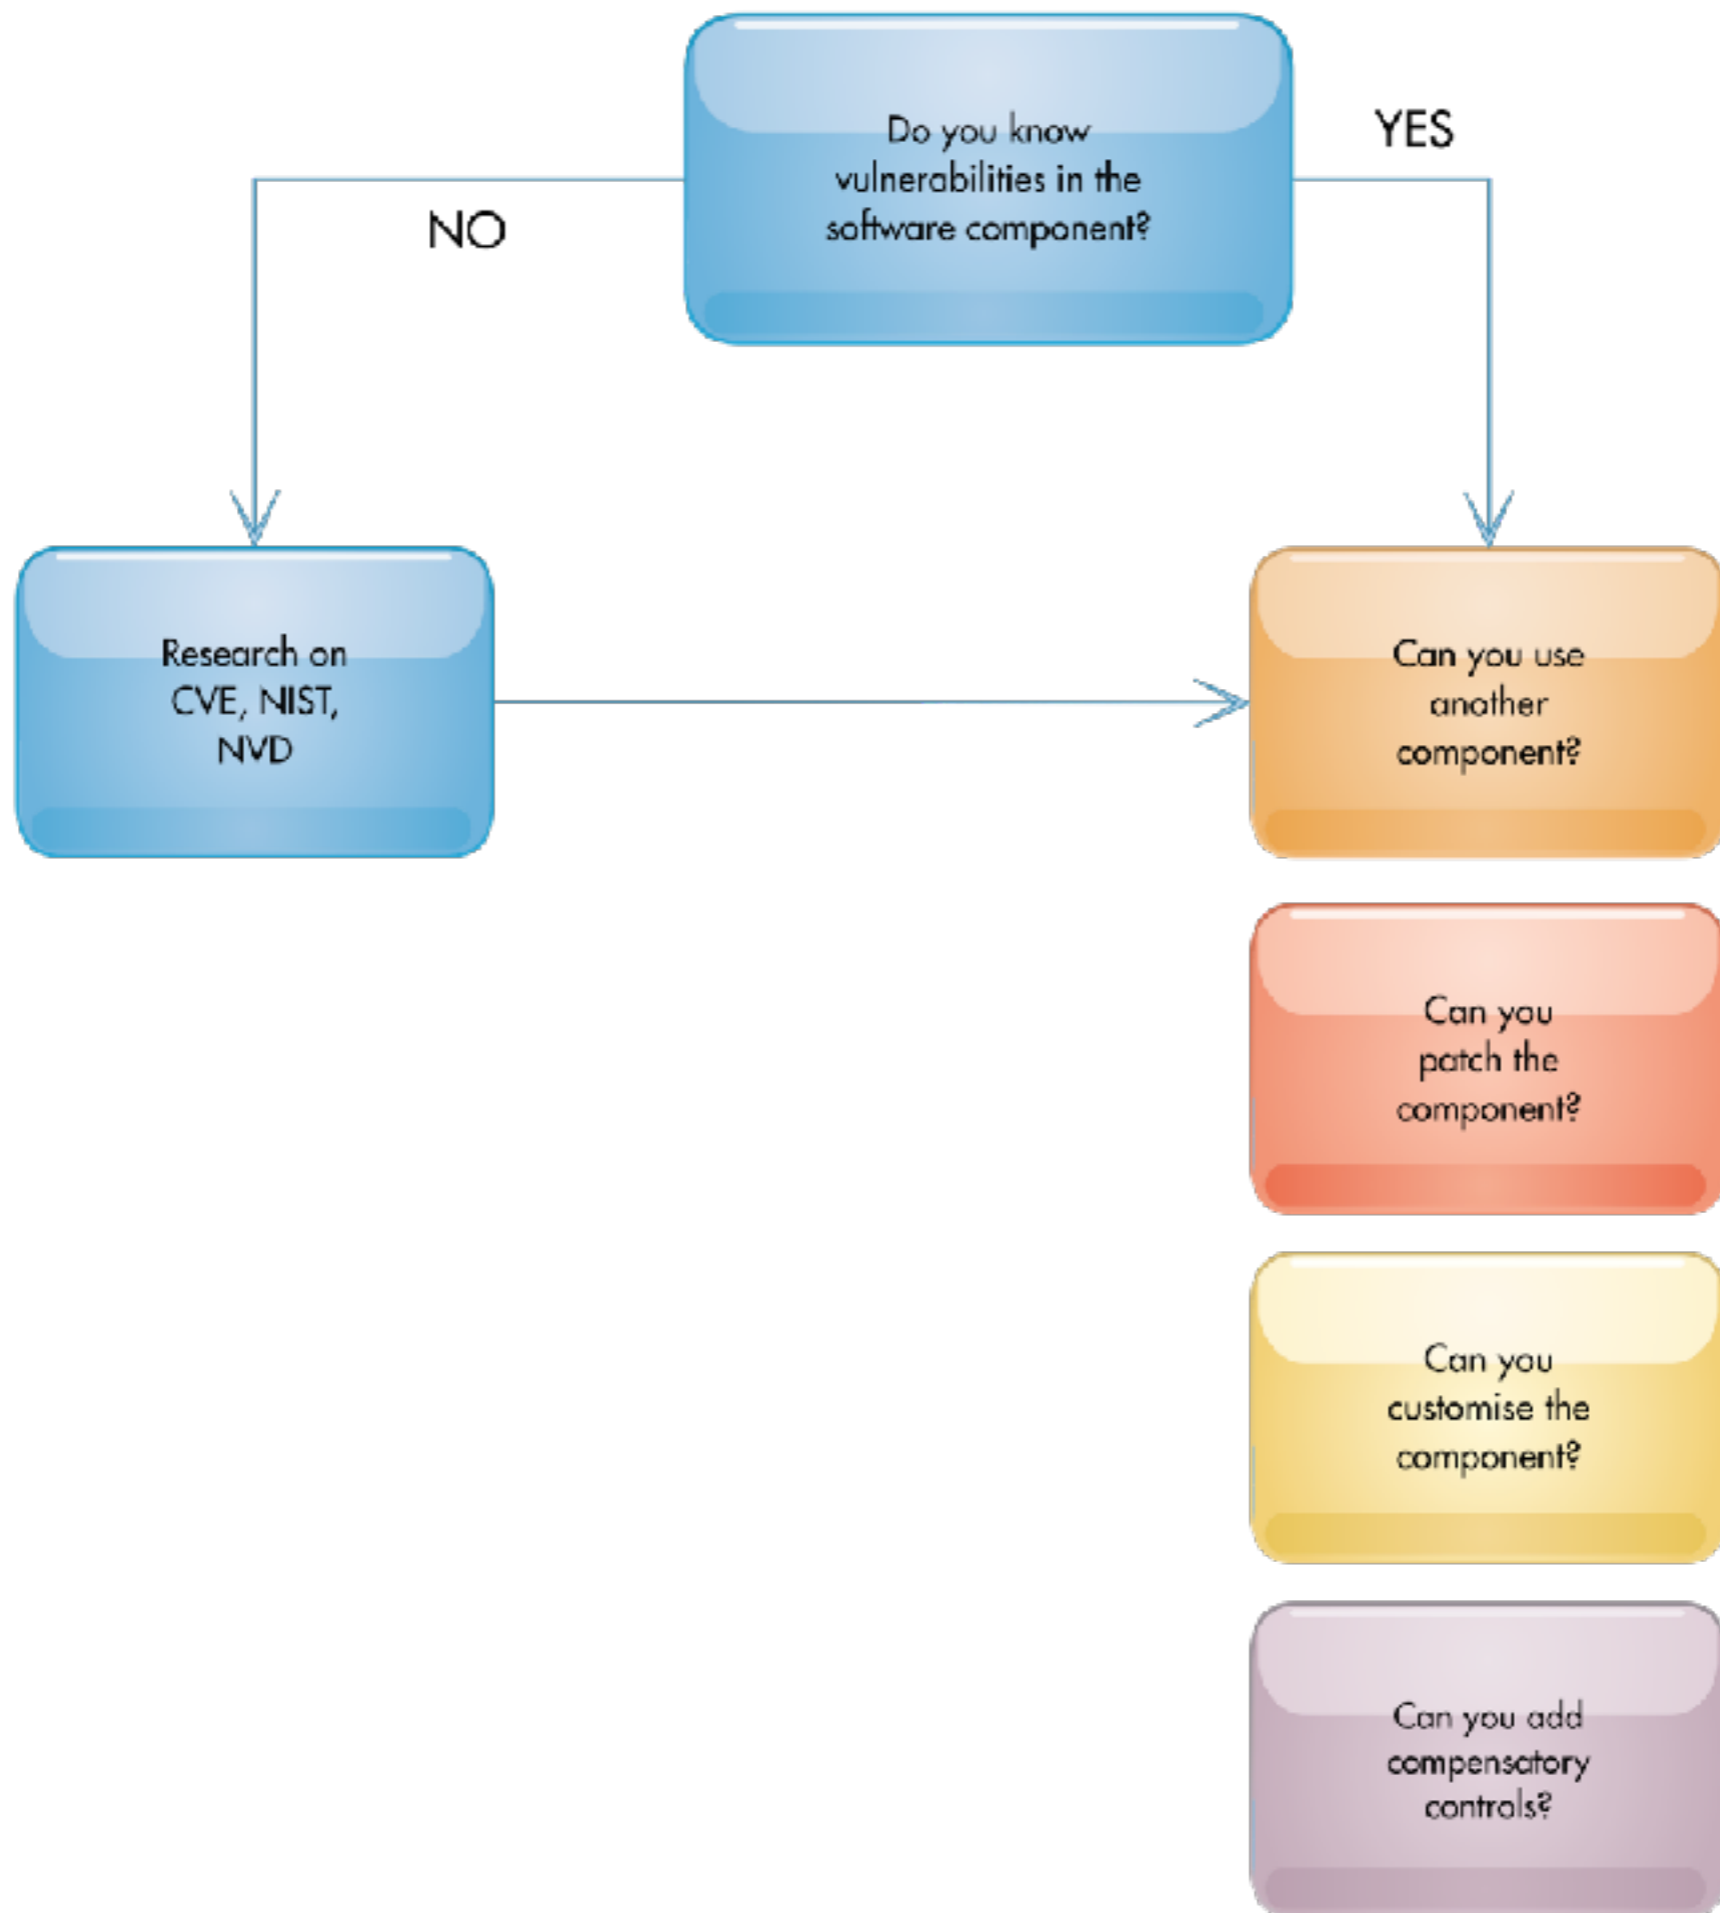 Do you know
vulnerabilities in the
software component?
YES
NO
Research on
CVE, NIST,
NVD
Can you use
another
component?
Can you
patch the
component?
Can you
customise the
component?
Can you add
compensatory
controls?